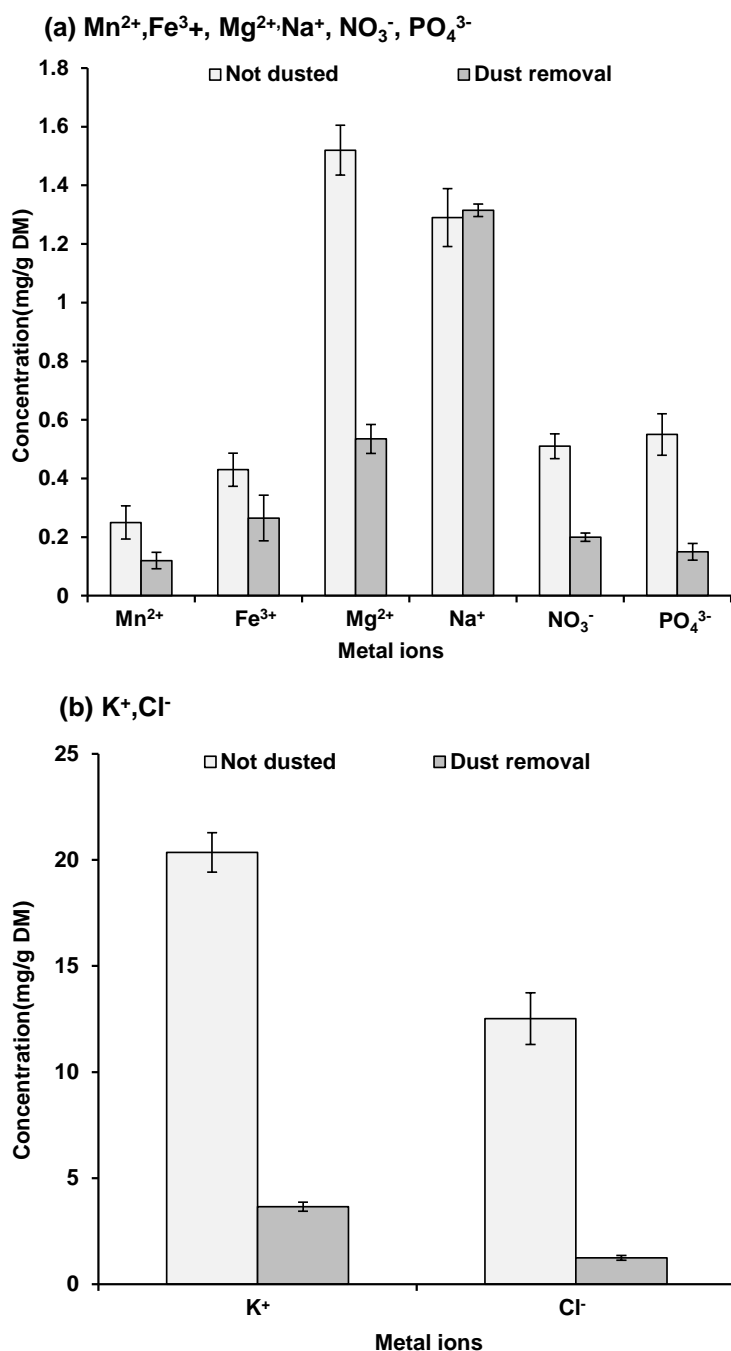 (a) Mn²⁺,Fe³+, Mg²⁺,Na⁺, NO₃⁻, PO₄³⁻
1.8
Not dusted Dust removal
1.6
1.4
1.2
1
0.8
0.6
0.4
0.2
0
Concentration(mg/g DM)
Mn²⁺ Fe³⁺ Mg²⁺ Na⁺ NO₃⁻ PO₄³⁻
Metal ions
(b) K⁺,Cl⁻
25
Not dusted Dust removal
20
15
10
5
0
Concentration(mg/g DM)
K⁺ Cl⁻
Metal ions